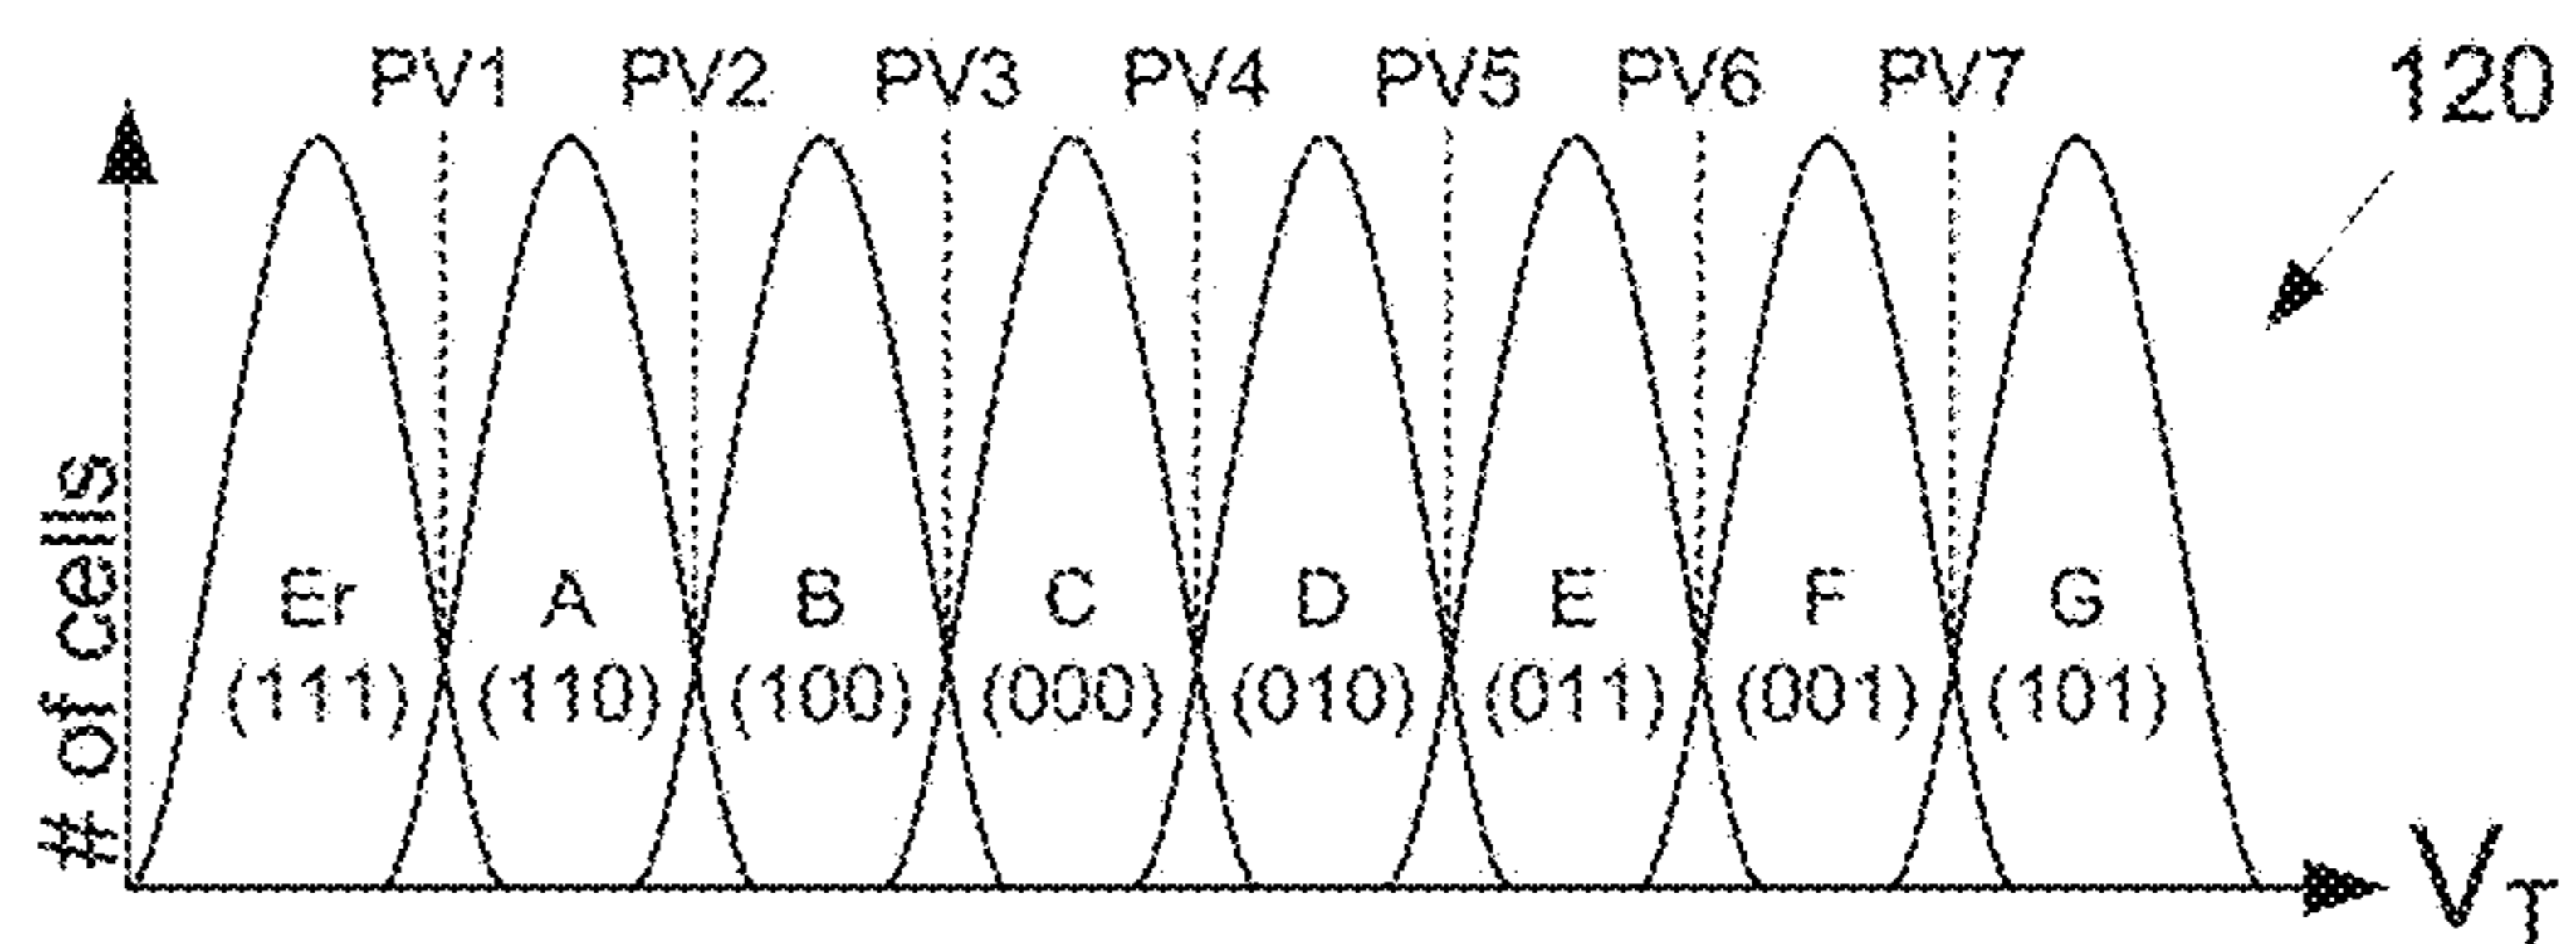 PV1 PV2 PV3 PV4 PV5 PV6 PV7
120
# of cells
Er A B C D E F G
(111) (110) (100) (000) (010) (011) (001) (101)
VT